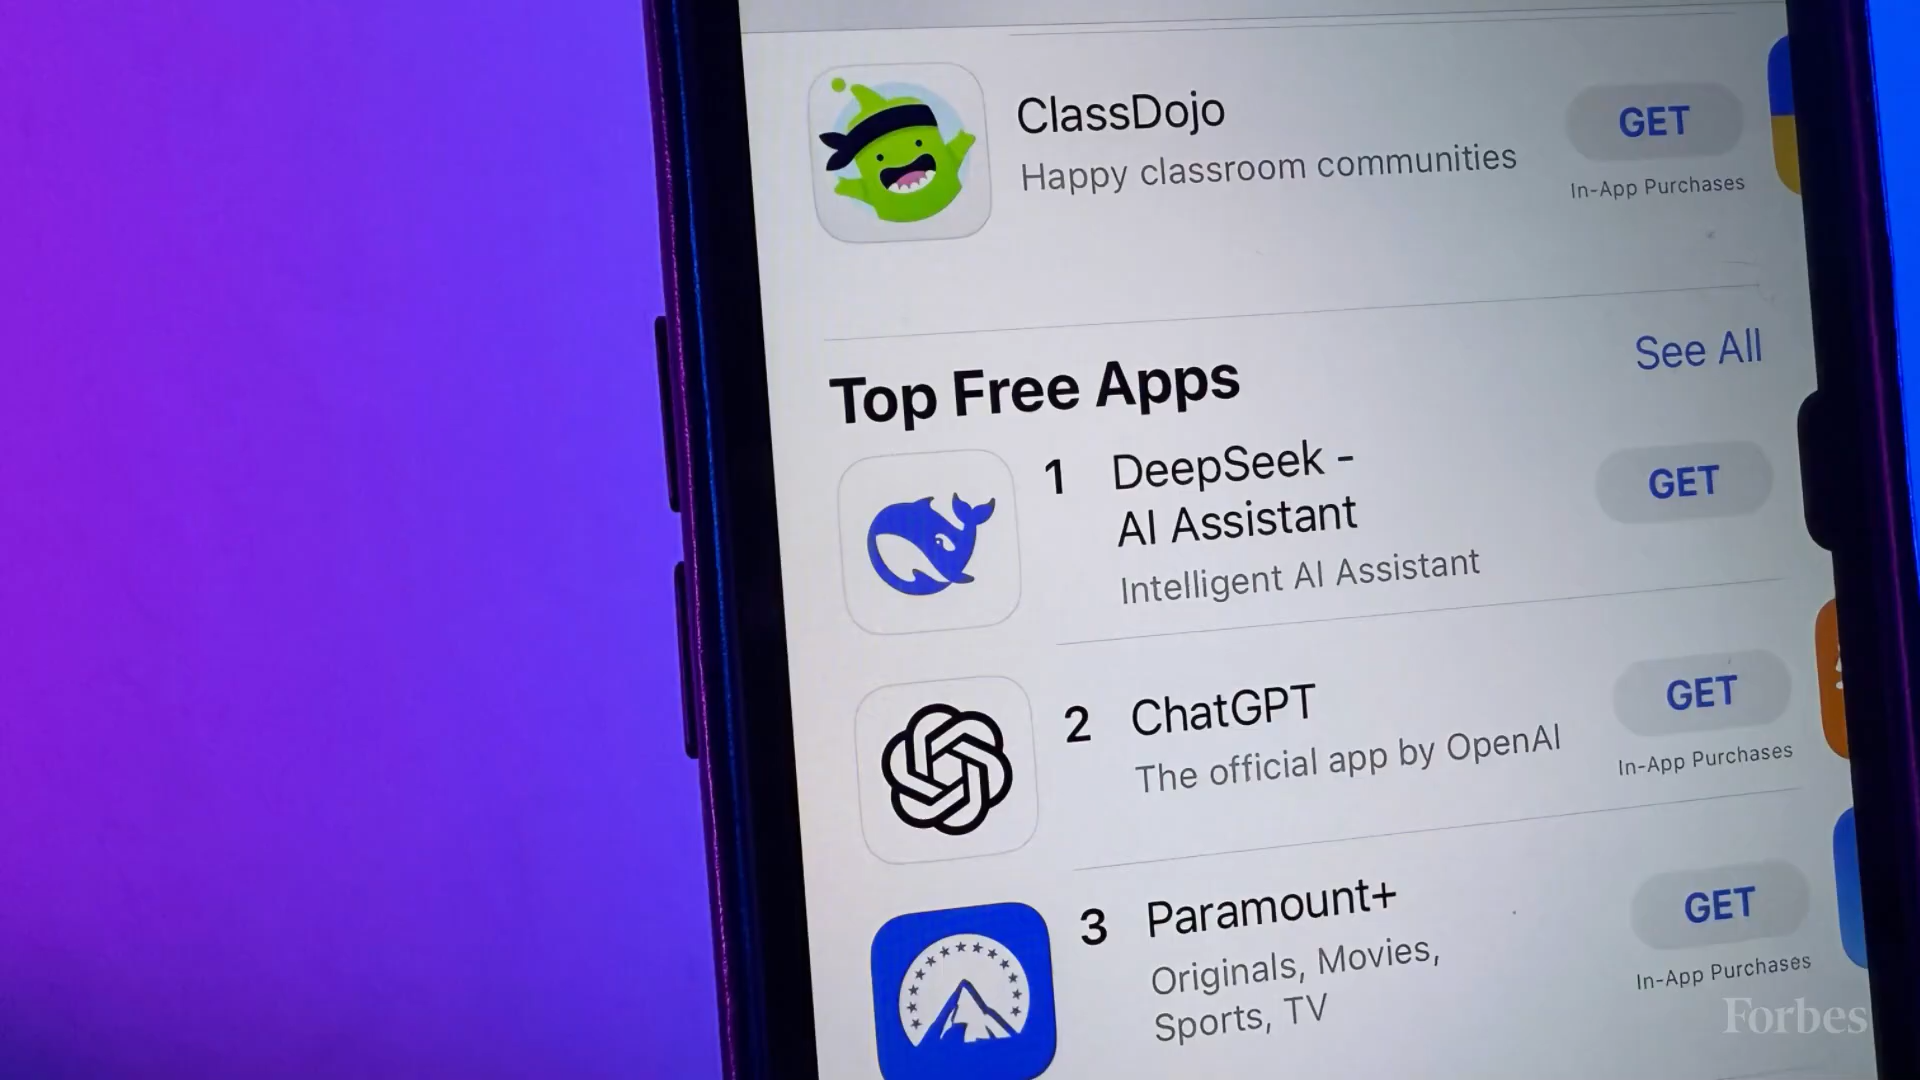 ClassDojo
Happy classroom communities
GET
In-App Purchases
Top Free Apps
See All
1
DeepSeek -
AI Assistant
Intelligent AI Assistant
GET
2
ChatGPT
The official app by OpenAI
GET
In-App Purchases
3
Paramount+
Originals, Movies,
Sports, TV
GET
In-App Purchases
Forbes